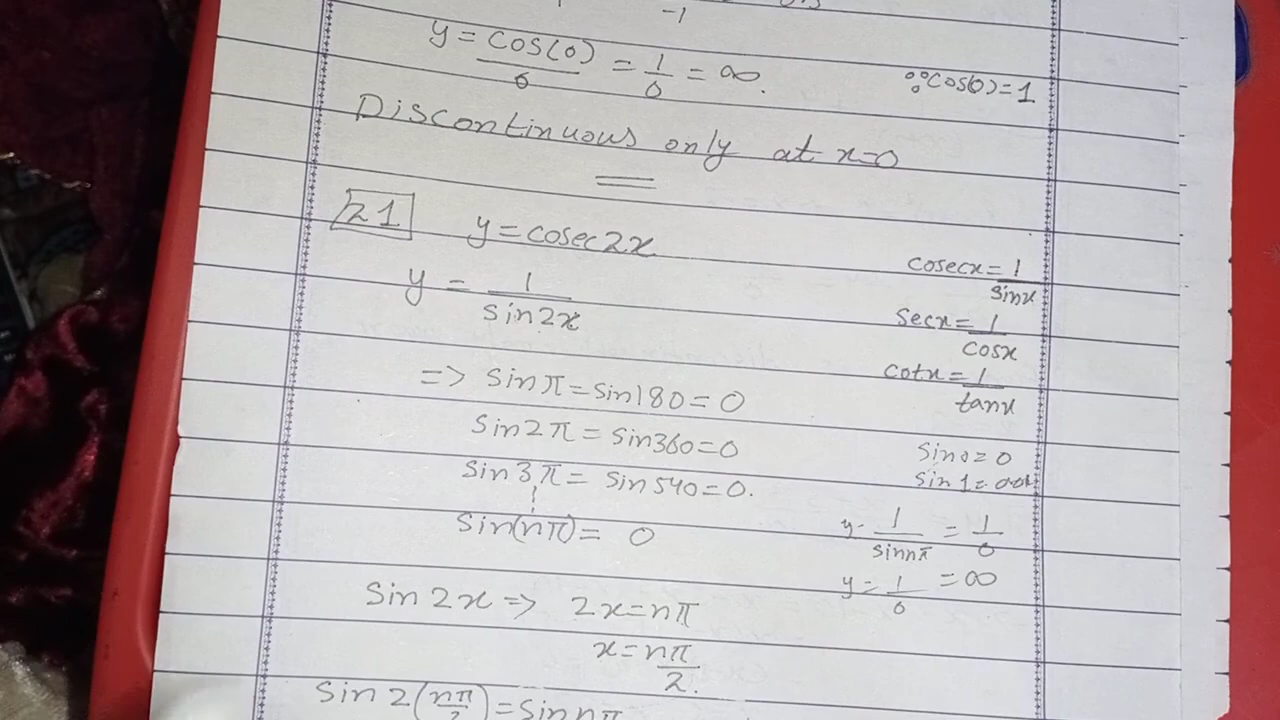 -1
y = cos(0)/0 = 1/0 = ∞. ∵cos(0)=1
Discontinuous only at x=0
21 y=cosec2x
cosecx=1/sinx
y = 1/sin2x
secx=1/cosx
cotx=1/tanx
=> sinπ=sin180=0
sin2π=sin360=0
sin0=0
sin3π= sin540=0.
sin1=
sin(nπ)= 0
y= 1/sinnπ = 1/0
y= 1/0 =∞
sin2x=> 2x=nπ
x=nπ/2.
sin2(nπ/2)=sinnπ